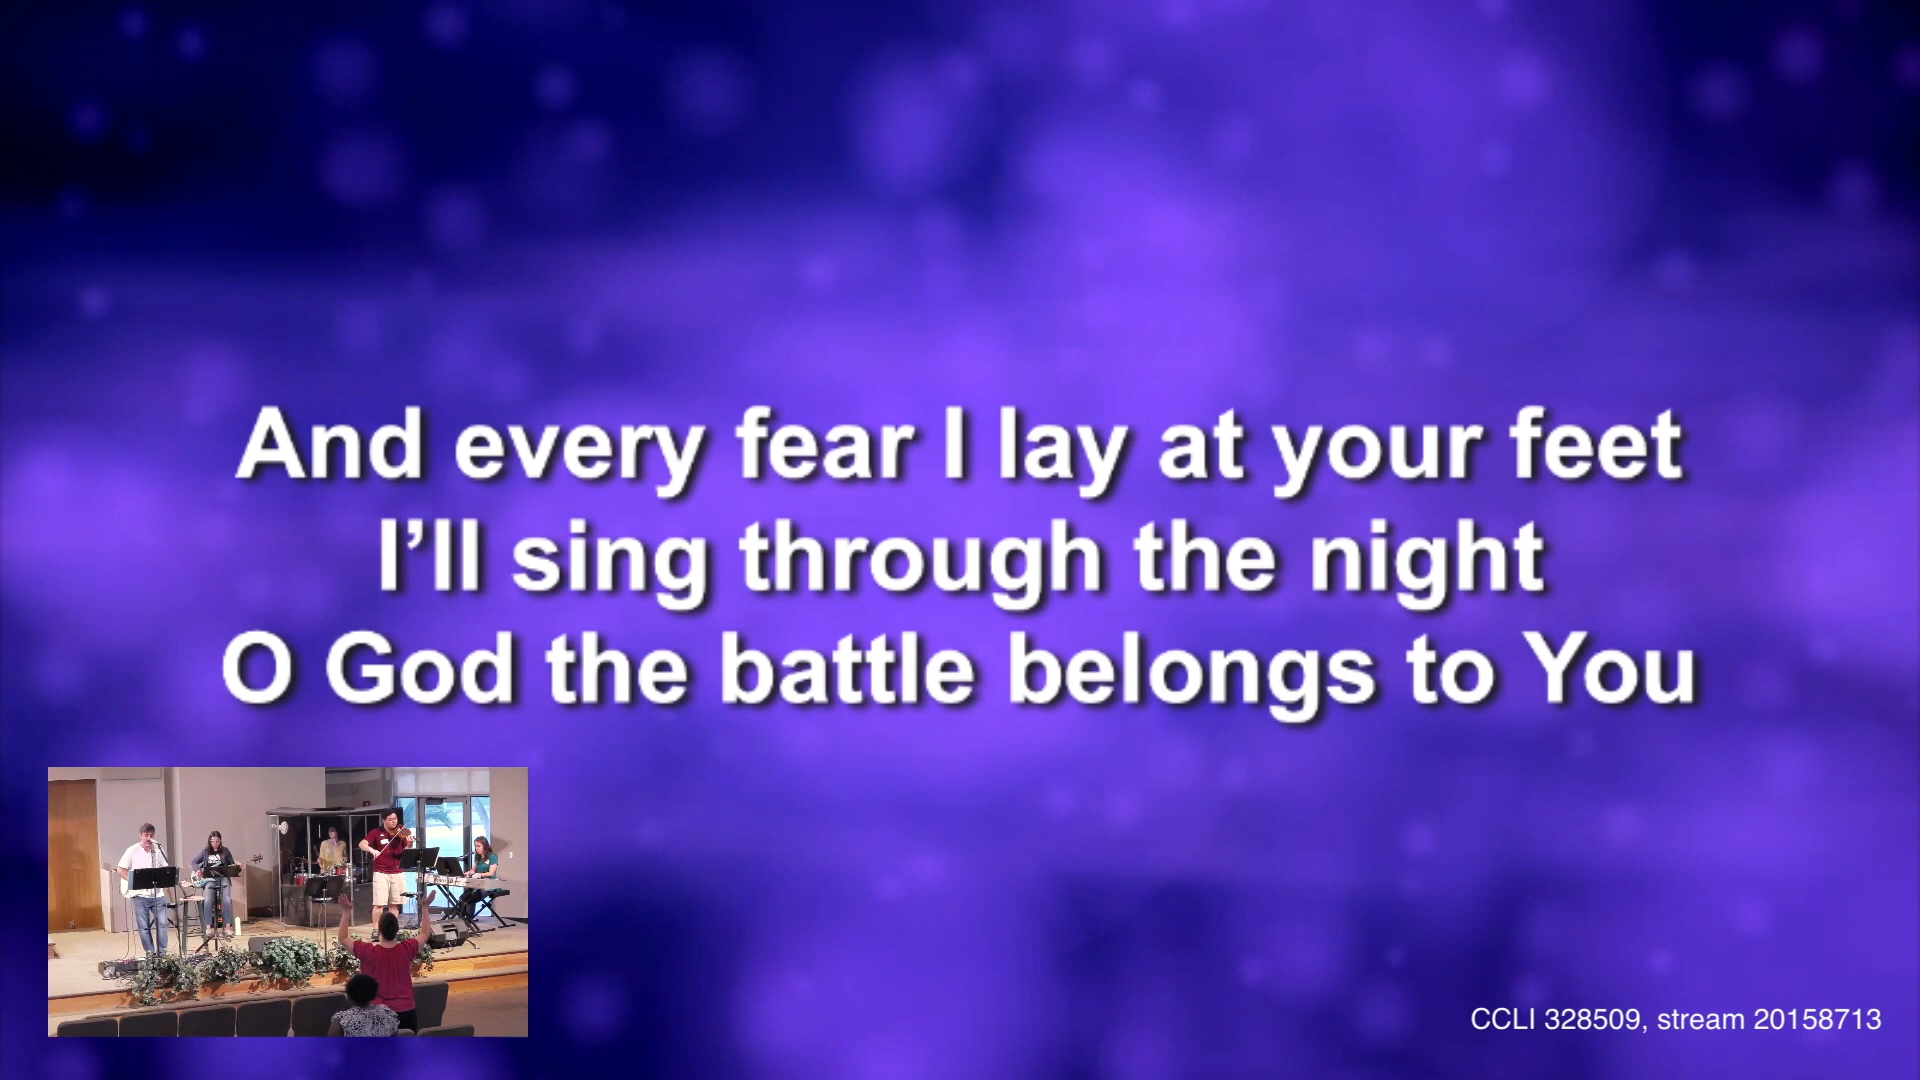 And every fear I lay at your feet
I’ll sing through the night
O God the battle belongs to You
CCLI 328509, stream 20158713